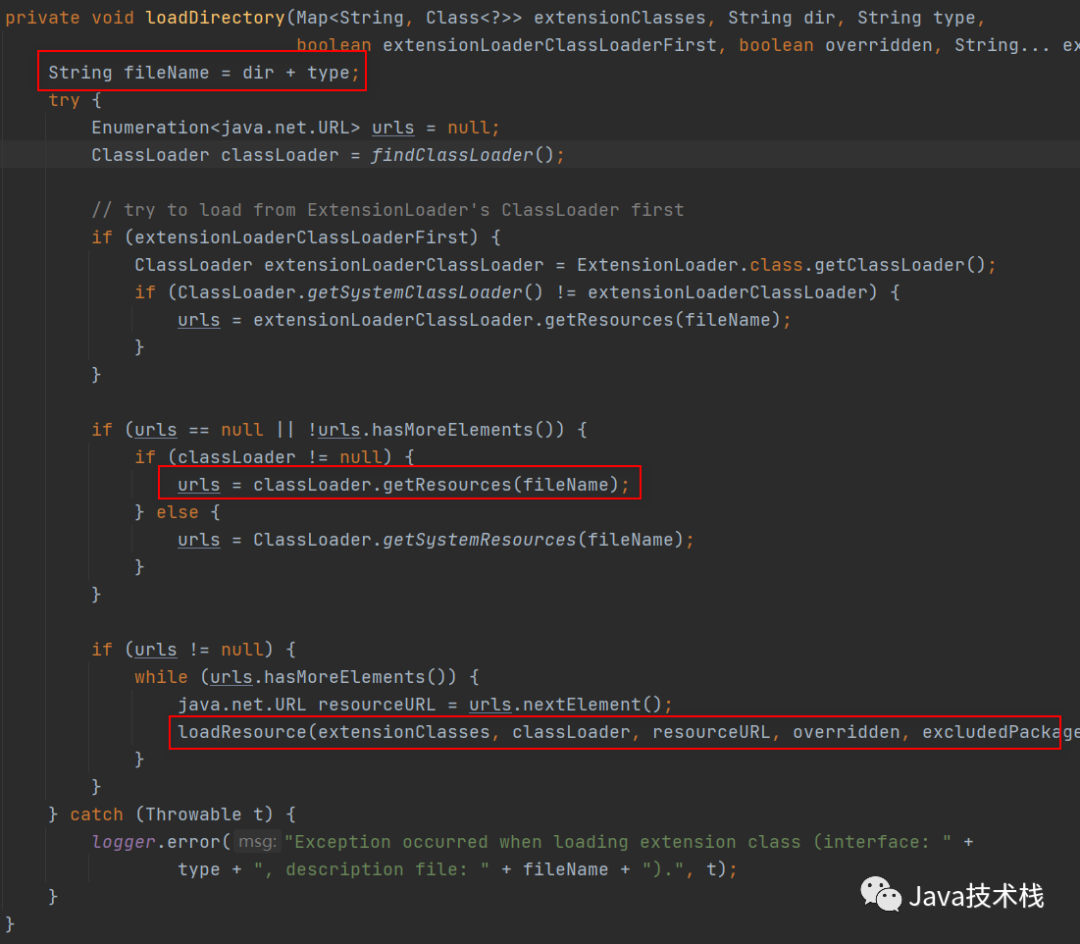 private void loadDirectory(Map<String, Class<?>> extensionClasses, String dir, String type,
boolean extensionLoaderClassLoaderFirst, boolean overridden, String... ex
String fileName = dir + type;
try {
Enumeration<java.net.URL> urls = null;
ClassLoader classLoader = findClassLoader();
// try to load from ExtensionLoader's ClassLoader first
if (extensionLoaderClassLoaderFirst) {
ClassLoader extensionLoaderClassLoader = ExtensionLoader.class.getClassLoader();
if (ClassLoader.getSystemClassLoader() != extensionLoaderClassLoader) {
urls = extensionLoaderClassLoader.getResources(fileName);
}
}
if (urls == null || !urls.hasMoreElements()) {
if (classLoader != null) {
urls = classLoader.getResources(fileName);
} else {
urls = ClassLoader.getSystemResources(fileName);
}
}
if (urls != null) {
while (urls.hasMoreElements()) {
java.net.URL resourceURL = urls.nextElement();
loadResource(extensionClasses, classLoader, resourceURL, overridden, excludedPackage
}
}
} catch (Throwable t) {
logger.error( msg: "Exception occurred when loading extension class (interface: " +
type + ", description file: " + fileName + ").", t);
}
}
Java技术栈